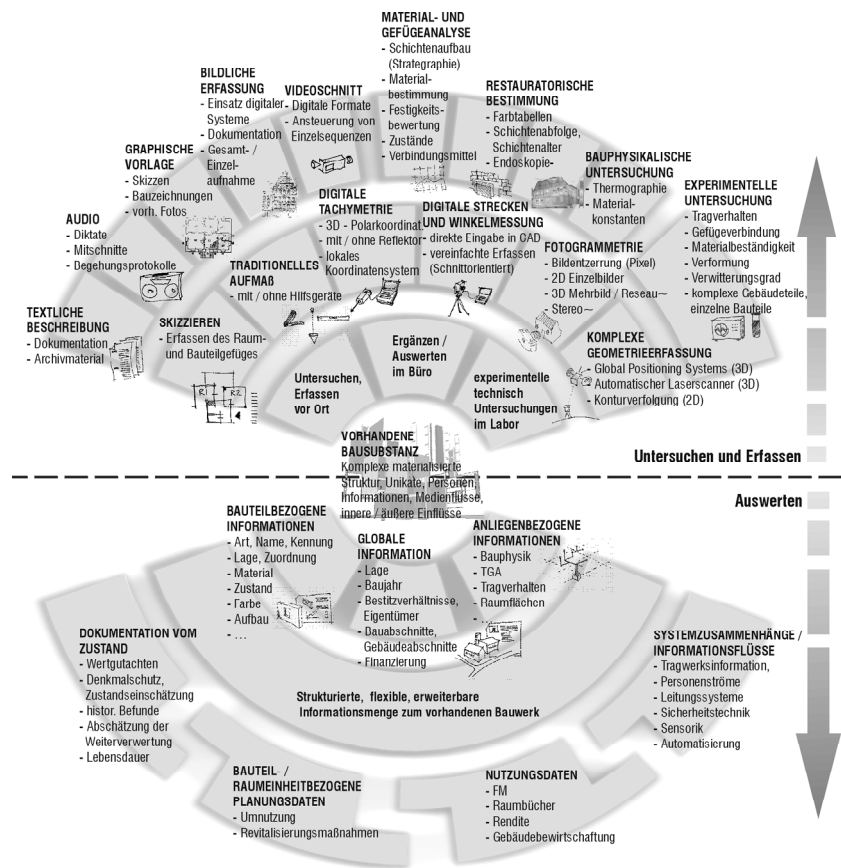 MATERIAL- UND
GEFÜGEANALYSE
- Schichtenaufbau
(Strategraphie)
- Material-
bestimmung
- Festigkeits-
bewertung
- Zustände
- Verbindungsmittel
BILDLICHE
ERFASSUNG
- Einsatz digitaler
Systeme
- Dokumentation
- Gesamt- /
Einzel-
aufnahme
VIDEOSCHNITT
- Digitale Formate
- Ansteuerung von
Einzelsequenzen
RESTAURATORISCHE
BESTIMMUNG
- Farbtabellen
- Schichtenabfolge,
Schichtenalter
- Endoskopie-
GRAPHISCHE
VORLAGE
- Skizzen
- Bauzeichnungen
- vorh. Fotos
BAUPHYSIKALISCHE
UNTERSUCHUNG
- Thermographie
- Material-
konstanten
EXPERIMENTELLE
UNTERSUCHUNG
- Tragverhalten
- Gefügeverbindung
- Materialbeständigkeit
- Verformung
- Verwitterungsgrad
- komplexe Gebäudeteile,
einzelne Bauteile
AUDIO
- Diktate
- Mitschnitte
- Begehungsprotokolle
DIGITALE
TACHYMETRIE
- 3D - Polarkoordinat.
- mit / ohne Reflektor
- lokales
Koordinatensystem
DIGITALE STRECKEN
UND WINKELMESSUNG
- direkte Eingabe in CAD
- vereinfachte Erfassen
(Schnittorientiert)
FOTOGRAMMETRIE
- Bildentzerrung (Pixel)
- 2D Einzelbilder
- 3D Mehrbild / Reseau~
- Stereo~
TRADITIONELLES
AUFMAß
- mit / ohne Hilfsgeräte
TEXTLICHE
BESCHREIBUNG
- Dokumentation
- Archivmaterial
SKIZZIEREN
- Erfassen des Raum-
und Bauteilgefüges
R1
R2
KOMPLEXE
GEOMETRIEERFASSUNG
- Global Positioning Systems (3D)
- Automatischer Laserscanner (3D)
- Konturverfolgung (2D)
Untersuchen,
Erfassen
vor Ort
Ergänzen /
Auswerten
im Büro
experimentelle
technisch
Untersuchungen
im Labor
VORHANDENE
BAUSUBSTANZ
Komplexe materialisierte
Struktur, Unikate, Personen,
Informationen, Medienflüsse,
innere / äußere Einflüsse
Untersuchen und Erfassen
Auswerten
BAUTEILBEZOGENE
INFORMATIONEN
- Art, Name, Kennung
- Lage, Zuordnung
- Material
- Zustand
- Farbe
- Aufbau
- ...
GLOBALE
INFORMATION
- Lage
- Baujahr
- Bestitzverhältnisse,
Eigentümer
- Bauabschnitte,
Gebäudeabschnitte
- Finanzierung
ANLIEGENBEZOGENE
INFORMATIONEN
- Bauphysik
- TGA
- Tragverhalten
- Raumflächen
- ...
Strukturierte, flexible, erweiterbare
Informationsmenge zum vorhandenen Bauwerk
DOKUMENTATION VOM
ZUSTAND
- Wertgutachten
- Denkmalschutz,
Zustandseinschätzung
- histor. Befunde
- Abschätzung der
Weiterverwertung
- Lebensdauer
SYSTEMZUSAMMENHÄNGE /
INFORMATIONSFLÜSSE
- Tragwerksinformation,
- Personenströme
- Leitungssysteme
- Sicherheitstechnik
- Sensorik
- Automatisierung
BAUTEIL /
RAUMEINHEITBEZOGENE
PLANUNGSDATEN
- Umnutzung
- Revitalisierungsmaßnahmen
NUTZUNGSDATEN
- FM
- Raumbücher
- Rendite
- Gebäudebewirtschaftung